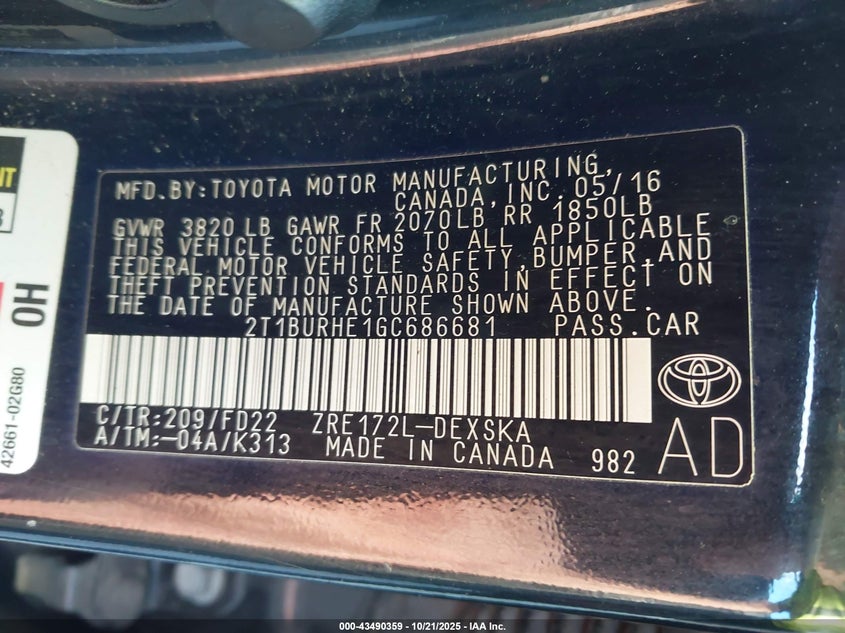 MFD.BY:TOYOTA MOTOR MANUFACTURING,
CANADA,INC. 05/16
GVWR 3820 LB GAWR FR 2070LB RR 1850LB
THIS VEHICLE CONFORMS TO ALL APPLICABLE
FEDERAL MOTOR VEHICLE SAFETY,BUMPER,AND
THEFT PREVENTION STANDARDS IN EFFECT ON
THE DATE OF MANUFACTURE SHOWN ABOVE.
2T1BURHE1GC686681 PASS.CAR
C/TR:209/FD22 ZRE172L-DEXSKA
A/TM:-04A/K313 MADE IN CANADA 982 AD
OH
42661-02G80
000-43490359 - 10/21/2025 - IAA Inc.